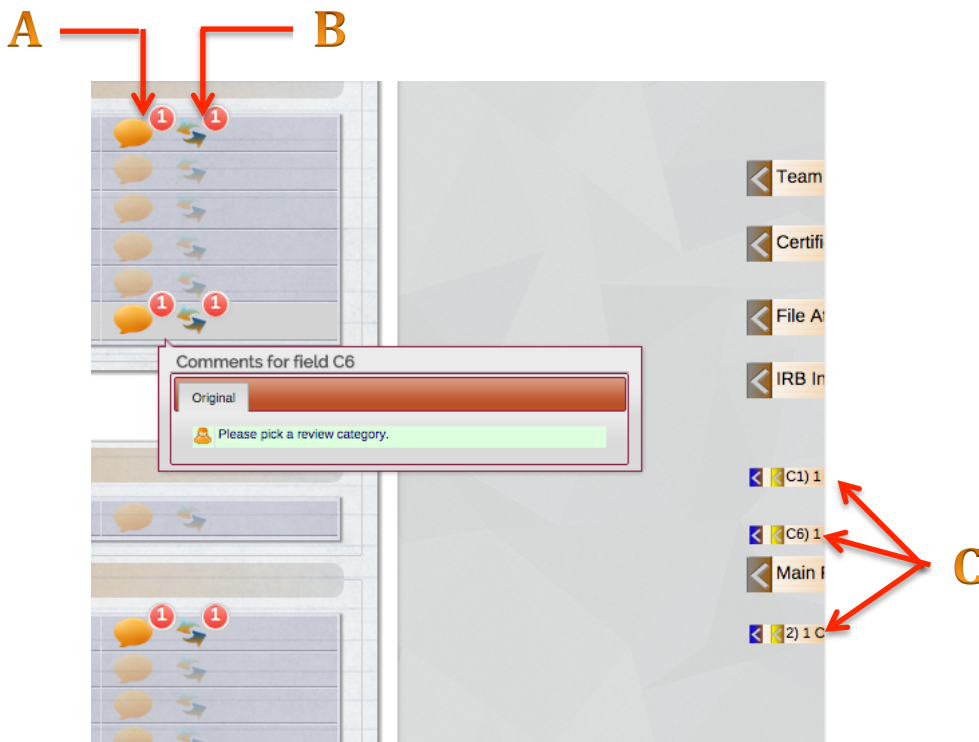 A
B
1
1
Team
Certifi
1
1
File At
Comments for field C6
IRB In
Original
Please pick a review category.
C1) 1
C6) 1
C
Main
1
1
2) 1 C